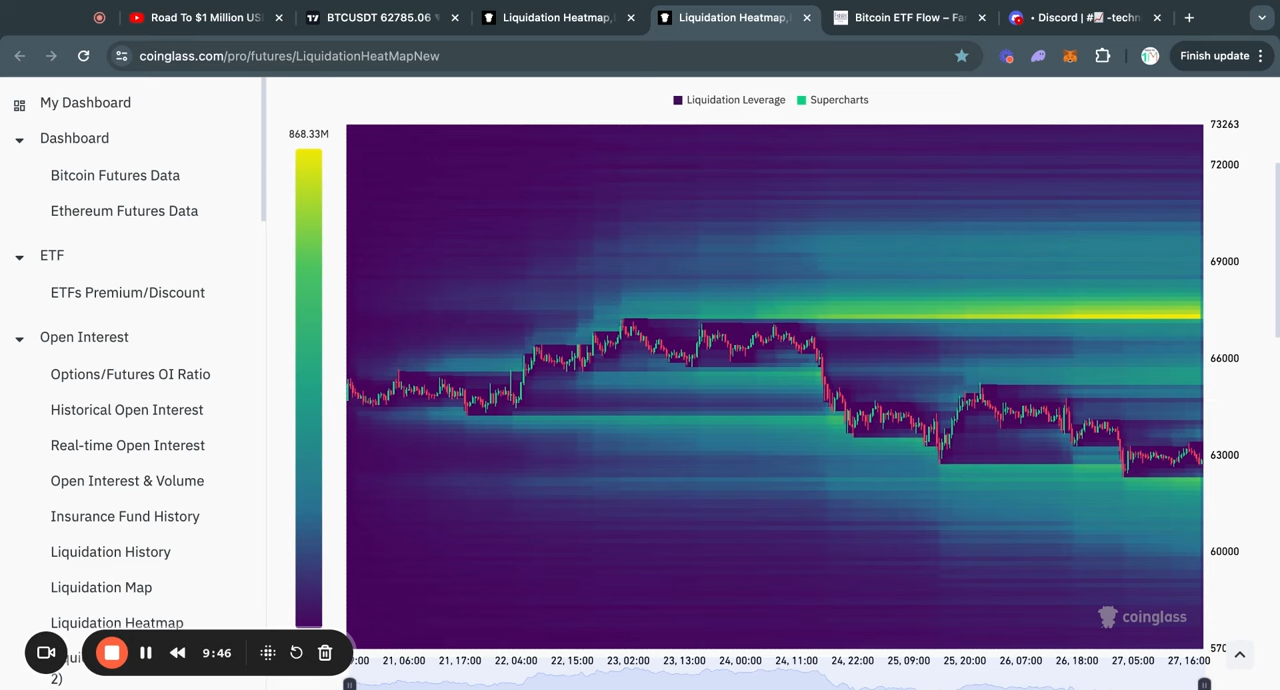 Road To $1 Million US
BTCUSDT 62785.06
Liquidation Heatmap,
Liquidation Heatmap,
Bitcoin ETF Flow – Fa
• Discord | #📈 -techn
coinglass.com/pro/futures/LiquidationHeatMapNew
Finish update
My Dashboard
Dashboard
Bitcoin Futures Data
Ethereum Futures Data
ETF
ETFs Premium/Discount
Open Interest
Options/Futures OI Ratio
Historical Open Interest
Real-time Open Interest
Open Interest & Volume
Insurance Fund History
Liquidation History
Liquidation Map
Liquidation Heatmap
2)
9:46
Liquidation Leverage
Supercharts
868.33M
73263
72000
69000
66000
63000
60000
570
coinglass
:00
21, 06:00
21, 17:00
22, 04:00
22, 15:00
23, 02:00
23, 13:00
24, 00:00
24, 11:00
24, 22:00
25, 09:00
25, 20:00
26, 07:00
26, 18:00
27, 05:00
27, 16:00